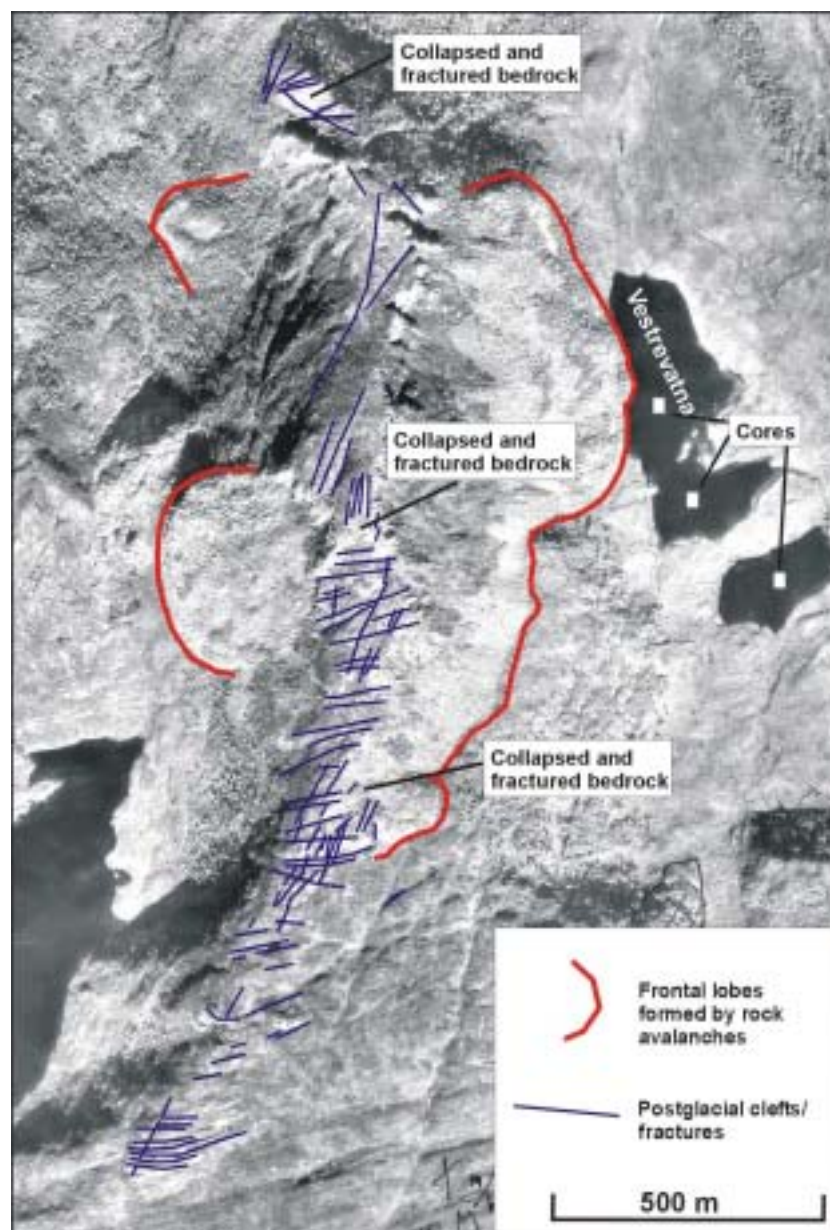 Collapsed and
fractured bedrock
Vestrevatna
Cores
Collapsed and
fractured bedrock
Collapsed and
fractured bedrock
Frontal lobes
formed by rock
avalanches
Postglacial clefts/
fractures
500 m